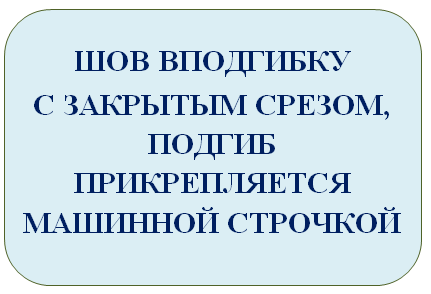 ШОВ ВПОДГИБКУ
С ЗАКРЫТЫМ СРЕЗОМ,
ПОДГИБ
ПРИКРЕПЛЯЕТСЯ
МАШИННОЙ СТРОЧКОЙ